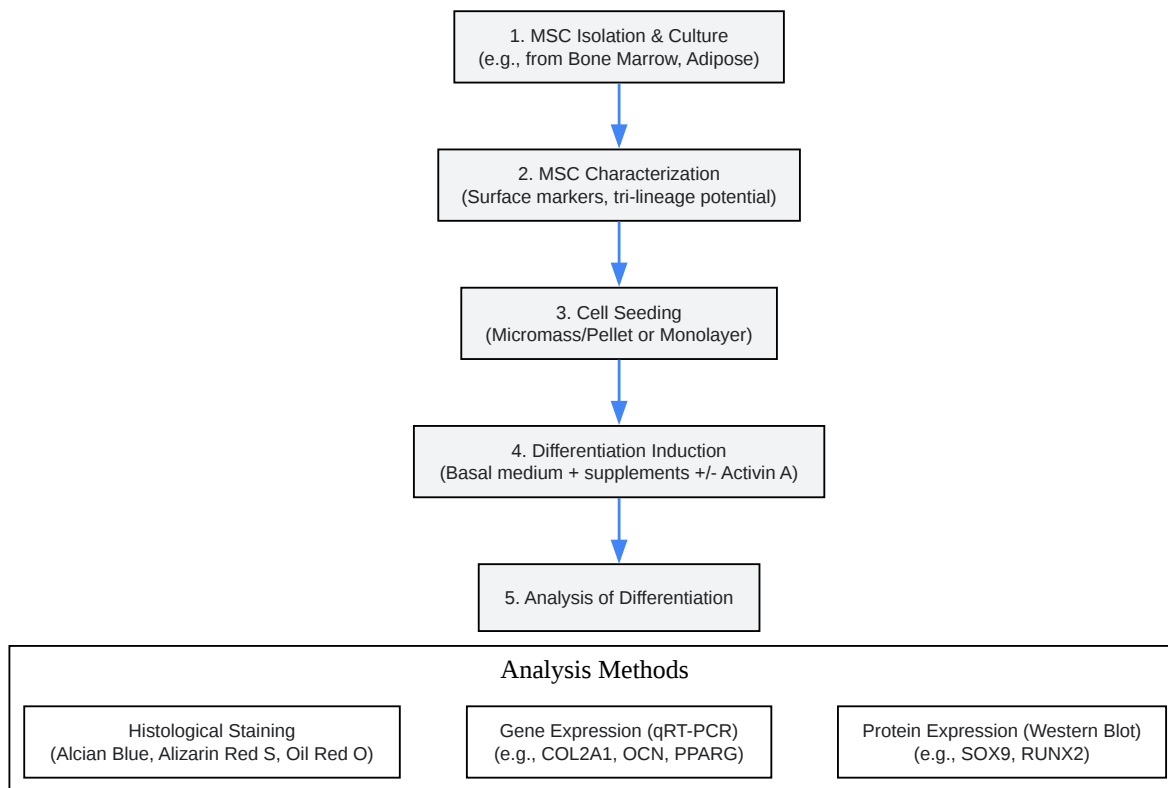 1. MSC Isolation & Culture
(e.g., from Bone Marrow, Adipose)
2. MSC Characterization
(Surface markers, tri-lineage potential)
3. Cell Seeding
(Micromass/Pellet or Monolayer)
4. Differentiation Induction
(Basal medium + supplements +/- Activin A)
5. Analysis of Differentiation
Analysis Methods
Histological Staining
(Alcian Blue, Alizarin Red S, Oil Red O)
Gene Expression (qRT-PCR)
(e.g., COL2A1, OCN, PPARG)
Protein Expression (Western Blot)
(e.g., SOX9, RUNX2)